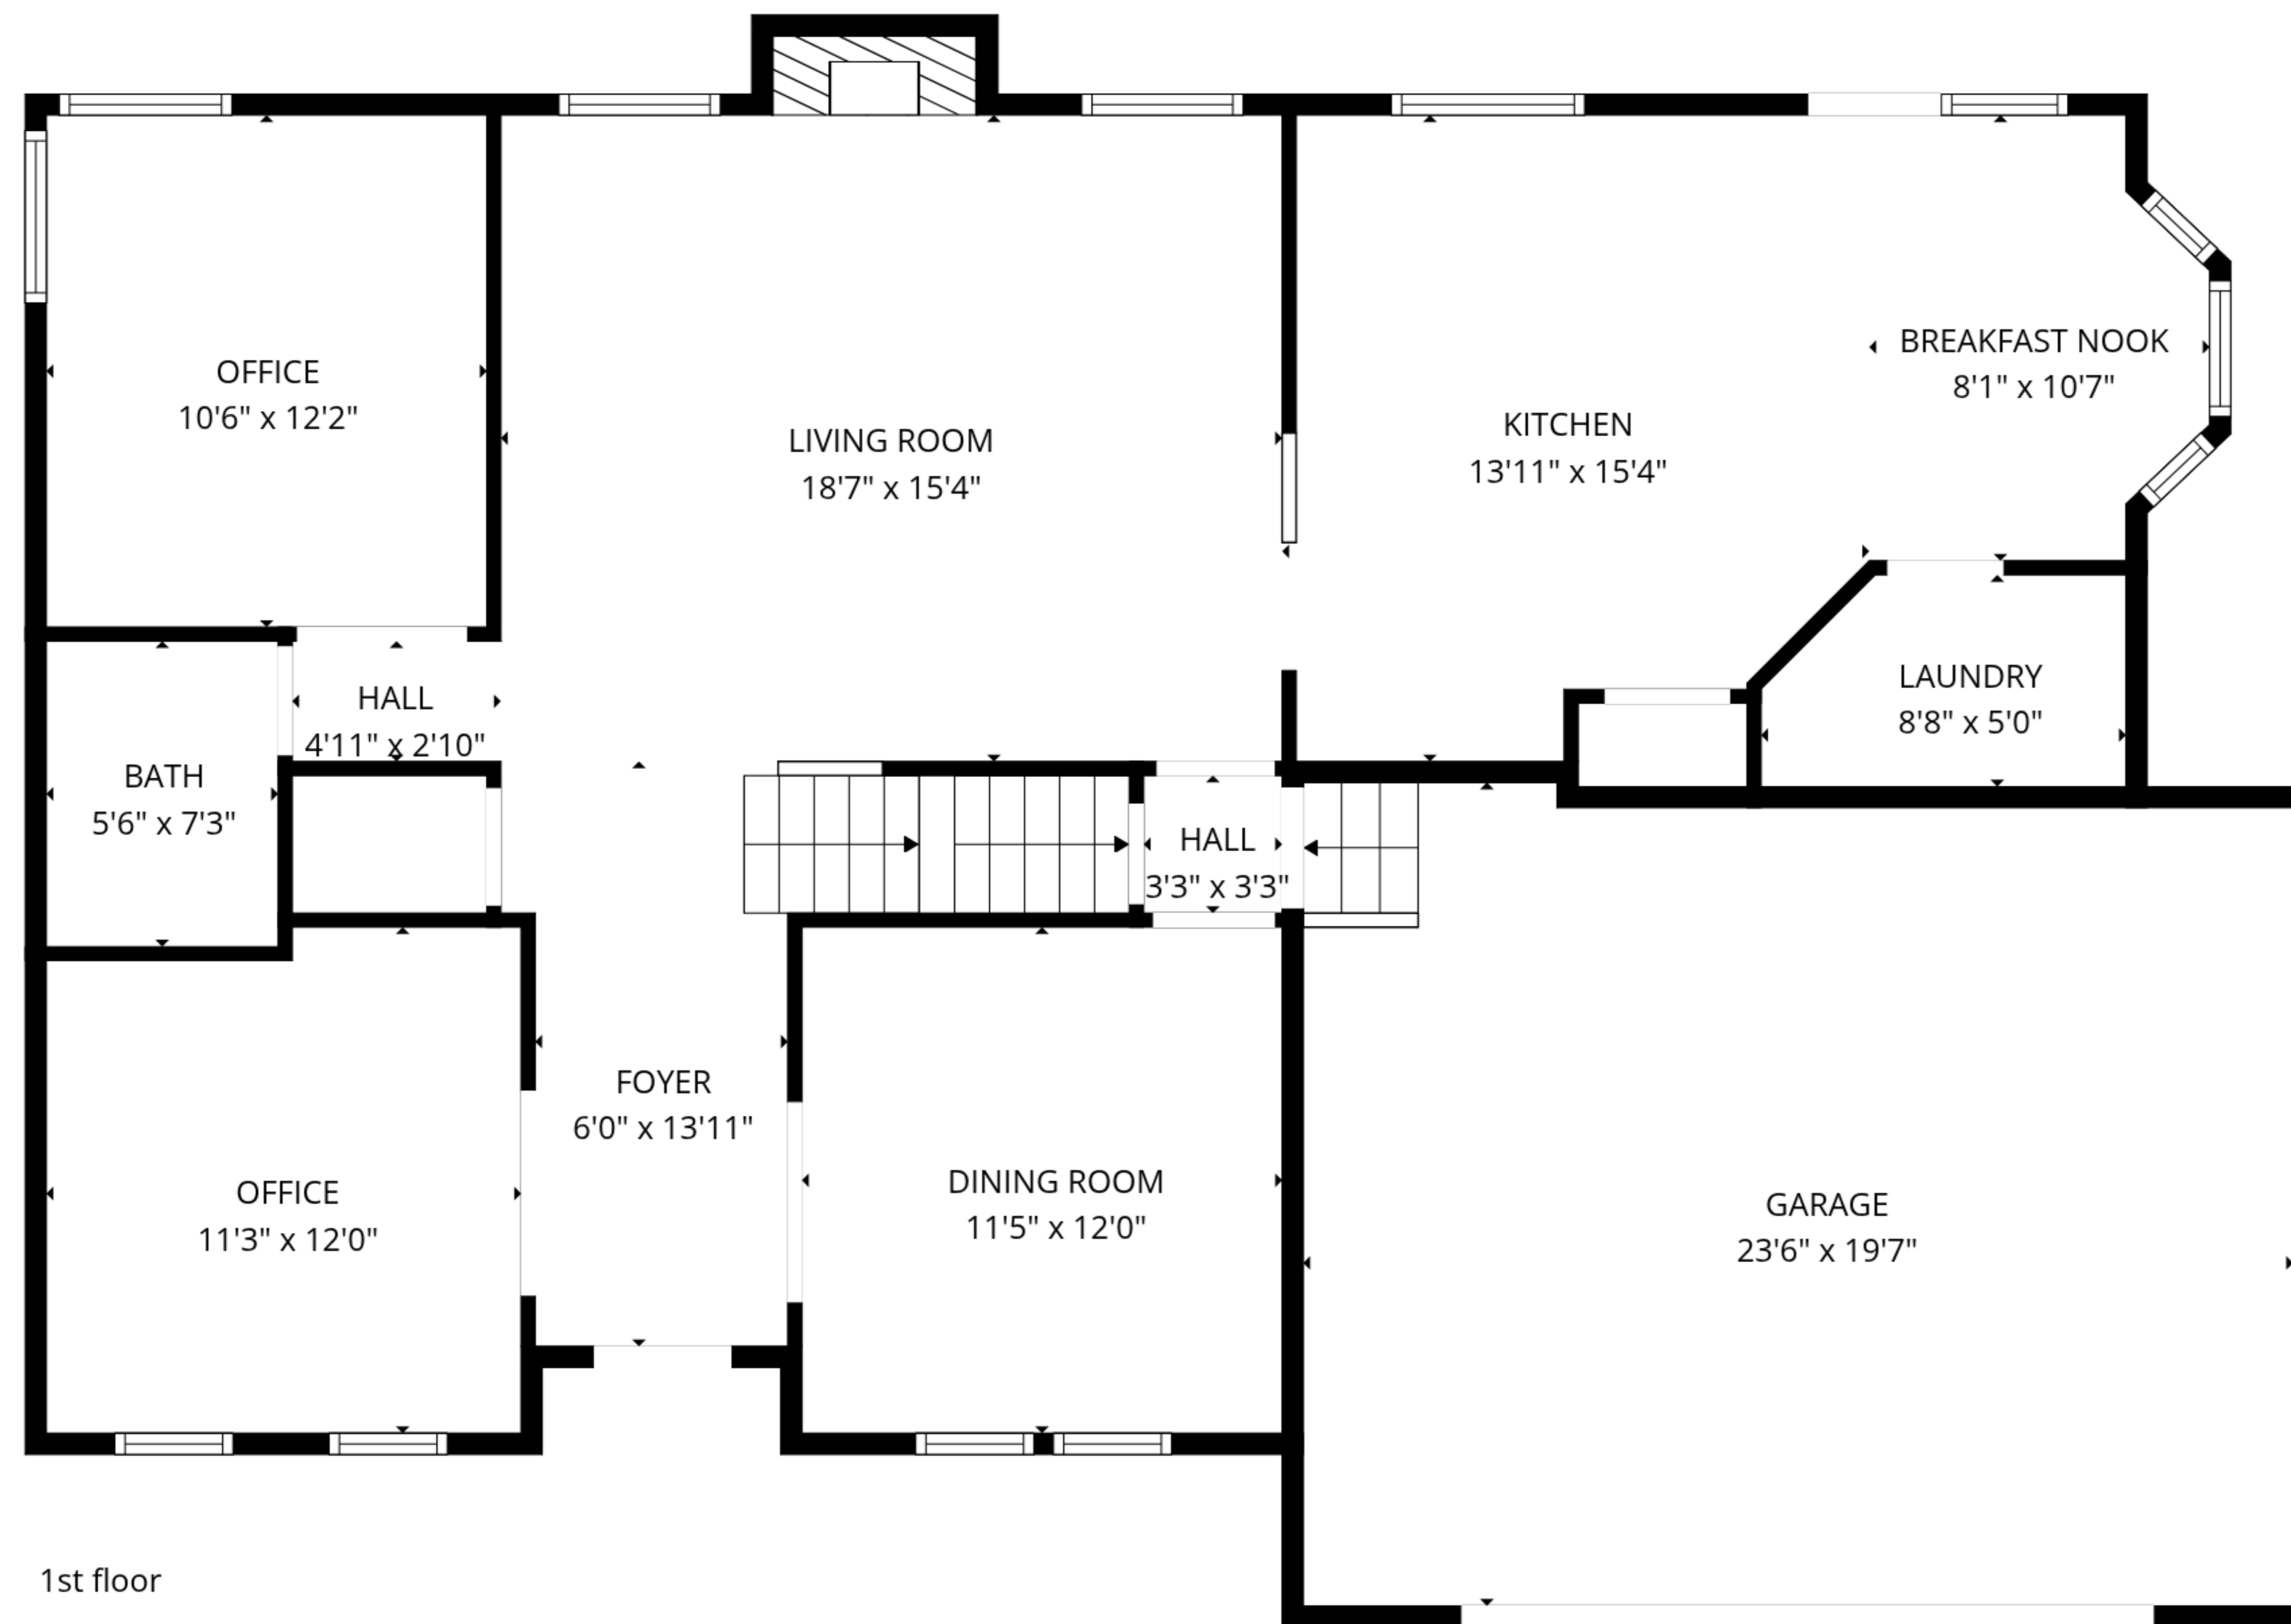 OFFICE
10'6" x 12'2"
LIVING ROOM
18'7" x 15'4"
KITCHEN
13'11" x 15'4"
BREAKFAST NOOK
8'1" x 10'7"
HALL
4'11" x 2'10"
BATH
5'6" x 7'3"
HALL
3'3" x 3'3"
LAUNDRY
8'8" x 5'0"
OFFICE
11'3" x 12'0"
FOYER
6'0" x 13'11"
DINING ROOM
11'5" x 12'0"
GARAGE
23'6" x 19'7"
1st floor